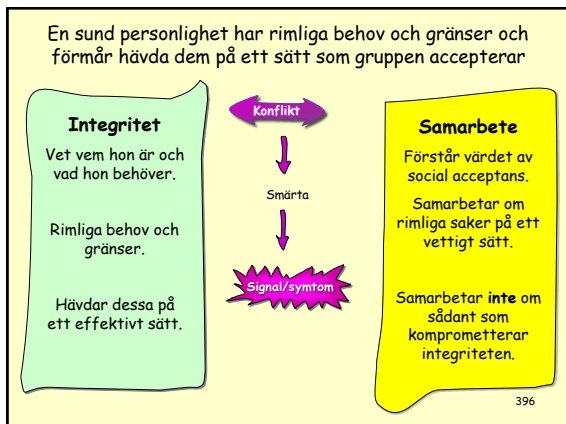 En sund personlighet har rimliga behov och gränser och
förmår hävda dem på ett sätt som gruppen accepterar
Integritet
Vet vem hon är och
vad hon behöver.
Rimliga behov och
gränser.
Hävdar dessa på
ett effektivt sätt.
Konflikt
Smärta
Signal/symtom
Samarbete
Förstår värdet av
social acceptans.
Samarbetar om
rimliga saker på ett
vettigt sätt.
Samarbetar inte om
sådant som
komprometterar
integriteten.
396